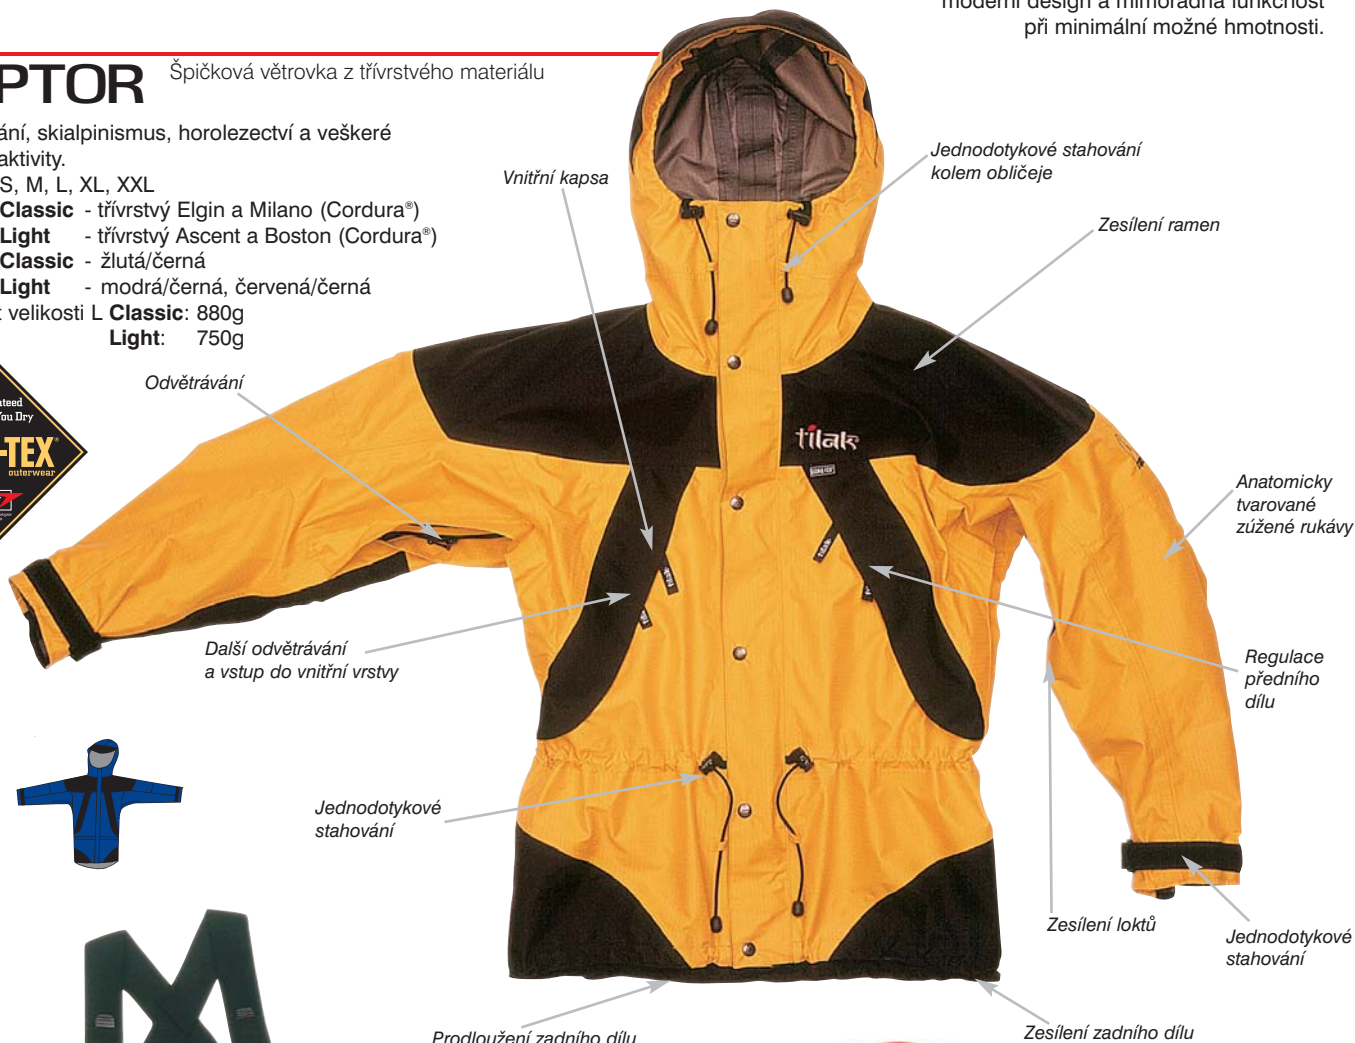 moderní design a mimořádná funkčnost
při minimální možné hmotnosti.
PTOR Špičková větrovka z třívrstvého materiálu
ání, skialpinismus, horolezectví a veškeré
aktivity.
S, M, L, XL, XXL
Classic - třívrstvý Elgin a Milano (Cordura®)
Light - třívrstvý Ascent a Boston (Cordura®)
Classic - žlutá/černá
Light - modrá/černá, červená/černá
velikosti L Classic: 880g
Light: 750g
nteed
You Dry
-TEX®
outerwear
Vnitřní kapsa
Jednodotykové stahování
kolem obličeje
Zesílení ramen
Odvětrávání
tilak
Anatomicky
tvarované
zúžené rukávy
Další odvětrávání
a vstup do vnitřní vrstvy
Regulace
předního
dílu
Jednodotykové
stahování
Zesílení loktů
Jednodotykové
stahování
Prodloužení zadního dílu
Zesílení zadního dílu